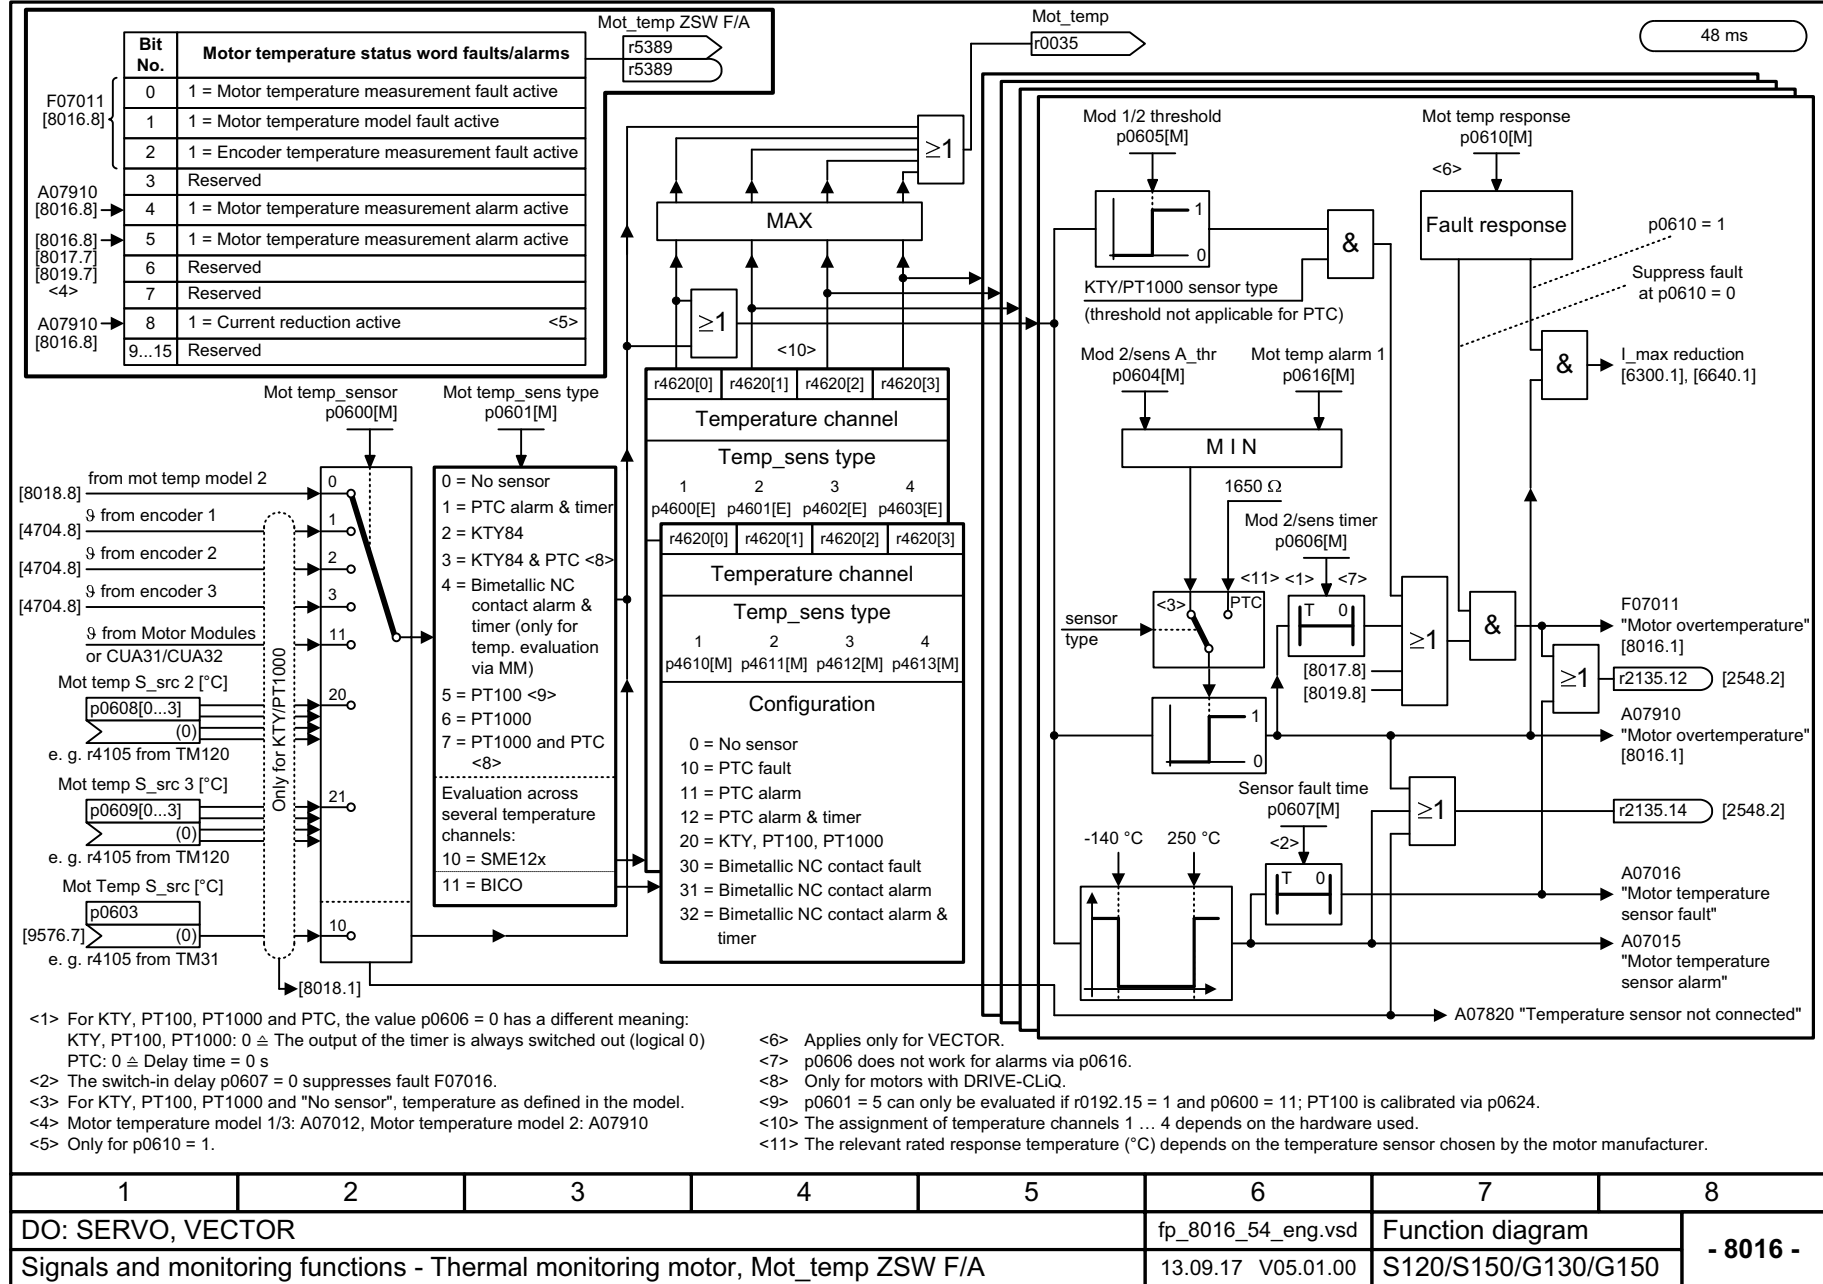 Mot_temp ZSW F/A
r5389
r5389
Bit No.
Motor temperature status word faults/alarms
0
1 = Motor temperature measurement fault active
1
1 = Motor temperature model fault active
2
1 = Encoder temperature measurement fault active
3
Reserved
4
1 = Motor temperature measurement alarm active
5
1 = Motor temperature measurement alarm active
6
Reserved
7
Reserved
8
1 = Current reduction active <5>
9...15
Reserved
F07011
[8016.8]
A07910
[8016.8]
[8016.8]
[8017.7]
[8019.7]
<4>
A07910
[8016.8]
Mot_temp
r0035
48 ms
≥1
MAX
≥1
<10>
Mot temp_sensor
p0600[M]
Mot temp_sens type
p0601[M]
from mot temp model 2
[8018.8]
ϑ from encoder 1
[4704.8]
ϑ from encoder 2
[4704.8]
ϑ from encoder 3
[4704.8]
ϑ from Motor Modules
or CUA31/CUA32
Mot temp S_src 2 [°C]
p0608[0...3]
(0)
e. g. r4105 from TM120
Mot temp S_src 3 [°C]
p0609[0...3]
(0)
e. g. r4105 from TM120
Mot Temp S_src [°C]
p0603
[9576.7]
(0)
e. g. r4105 from TM31
Only for KTY/PT1000
[8018.1]
0
1
2
3
11
20
21
10
0 = No sensor
1 = PTC alarm & timer
2 = KTY84
3 = KTY84 & PTC <8>
4 = Bimetallic NC
contact alarm &
timer (only for
temp. evaluation
via MM)
5 = PT100 <9>
6 = PT1000
7 = PT1000 and PTC
<8>
Evaluation across
several temperature
channels:
10 = SME12x
11 = BICO
r4620[0] r4620[1] r4620[2] r4620[3]
Temperature channel
Temp_sens type
1 2 3 4
p4600[E] p4601[E] p4602[E] p4603[E]
r4620[0] r4620[1] r4620[2] r4620[3]
Temperature channel
Temp_sens type
1 2 3 4
p4610[M] p4611[M] p4612[M] p4613[M]
Configuration
0 = No sensor
10 = PTC fault
11 = PTC alarm
12 = PTC alarm & timer
20 = KTY, PT100, PT1000
30 = Bimetallic NC contact fault
31 = Bimetallic NC contact alarm
32 = Bimetallic NC contact alarm &
timer
Mod 1/2 threshold
p0605[M]
1
0
&
KTY/PT1000 sensor type
(threshold not applicable for PTC)
Mot temp response
p0610[M]
<6>
Fault response
p0610 = 1
Suppress fault
at p0610 = 0
&
I_max reduction
[6300.1], [6640.1]
Mod 2/sens A_thr
p0604[M]
Mot temp alarm 1
p0616[M]
M I N
1650 Ω
Mod 2/sens timer
p0606[M]
<11> <1> <7>
<3>
PTC
sensor
type
T 0
[8017.8]
[8019.8]
≥1
&
F07011
"Motor overtemperature"
[8016.1]
≥1
r2135.12
[2548.2]
1
0
A07910
"Motor overtemperature"
[8016.1]
Sensor fault time
p0607[M]
<2>
≥1
r2135.14
[2548.2]
-140 °C 250 °C
T 0
A07016
"Motor temperature
sensor fault"
A07015
"Motor temperature
sensor alarm"
A07820 "Temperature sensor not connected"
<1> For KTY, PT100, PT1000 and PTC, the value p0606 = 0 has a different meaning:
KTY, PT100, PT1000: 0 ≙ The output of the timer is always switched out (logical 0)
PTC: 0 ≙ Delay time = 0 s
<2> The switch-in delay p0607 = 0 suppresses fault F07016.
<3> For KTY, PT100, PT1000 and "No sensor", temperature as defined in the model.
<4> Motor temperature model 1/3: A07012, Motor temperature model 2: A07910
<5> Only for p0610 = 1.
<6> Applies only for VECTOR.
<7> p0606 does not work for alarms via p0616.
<8> Only for motors with DRIVE-CLiQ.
<9> p0601 = 5 can only be evaluated if r0192.15 = 1 and p0600 = 11; PT100 is calibrated via p0624.
<10> The assignment of temperature channels 1 … 4 depends on the hardware used.
<11> The relevant rated response temperature (°C) depends on the temperature sensor chosen by the motor manufacturer.
1 2 3 4 5 6 7 8
DO: SERVO, VECTOR
fp_8016_54_eng.vsd
Function diagram
- 8016 -
Signals and monitoring functions - Thermal monitoring motor, Mot_temp ZSW F/A
13.09.17 V05.01.00
S120/S150/G130/G150